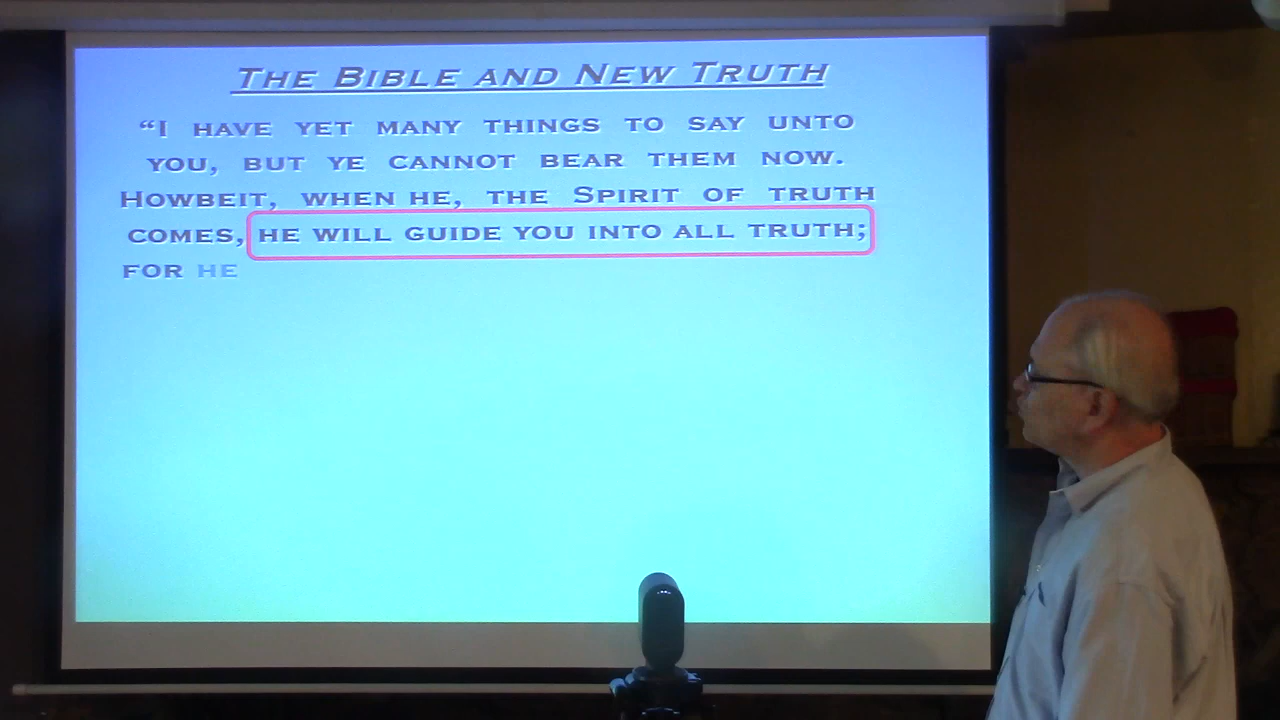 The Bible and New Truth
“I have yet many things to say unto
you, but ye cannot bear them now.
Howbeit, when he, the Spirit of truth
comes, he will guide you into all truth;
for he